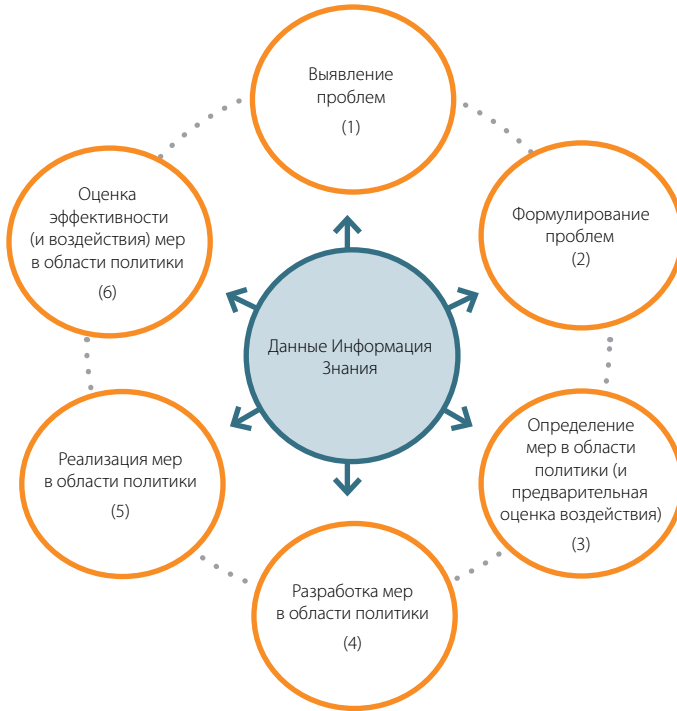 Выявление
проблем
(1)
Формулирование
проблем
(2)
Определение
мер в области
политики (и
предварительная
оценка воздействия)
(3)
Разработка мер
в области политики
(4)
Реализация мер
в области политики
(5)
Оценка
эффективности
(и воздействия) мер
в области политики
(6)
Данные Информация
Знания